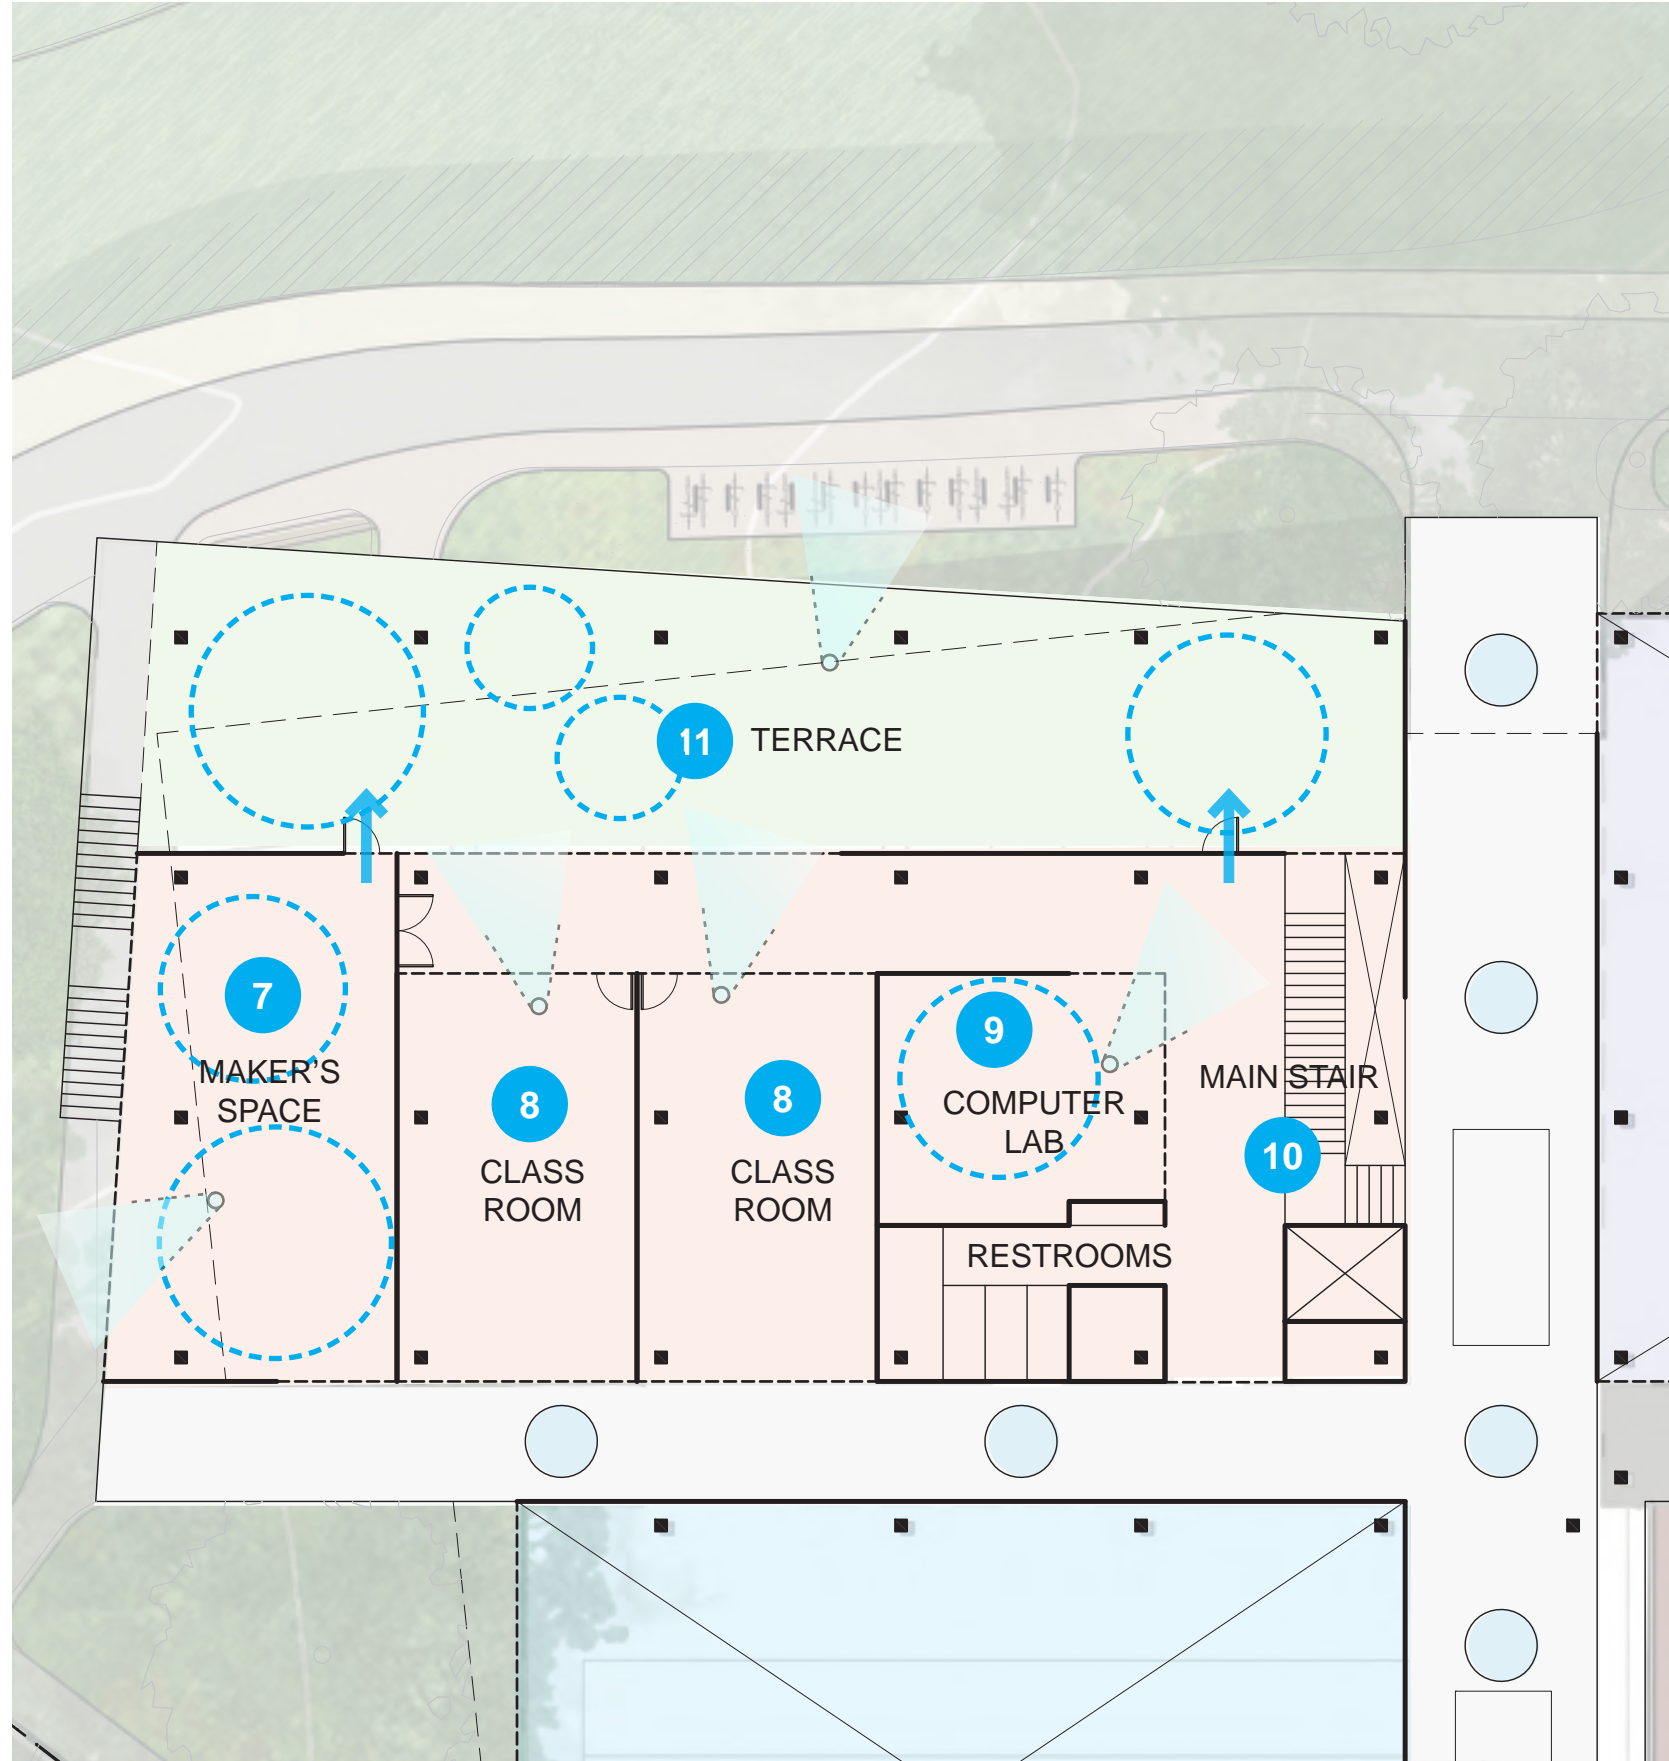 11
TERRACE
7
MAKER'S
SPACE
8
CLASS
ROOM
8
CLASS
ROOM
9
COMPUTER
LAB
MAIN STAIR
10
RESTROOMS